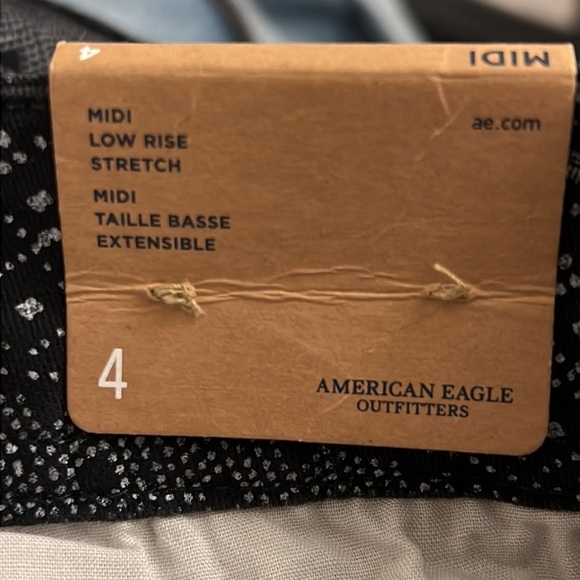 4
MIDI
MIDI
LOW RISE
STRETCH
ae.com
MIDI
TAILLE BASSE
EXTENSIBLE
4
AMERICAN EAGLE
OUTFITTERS